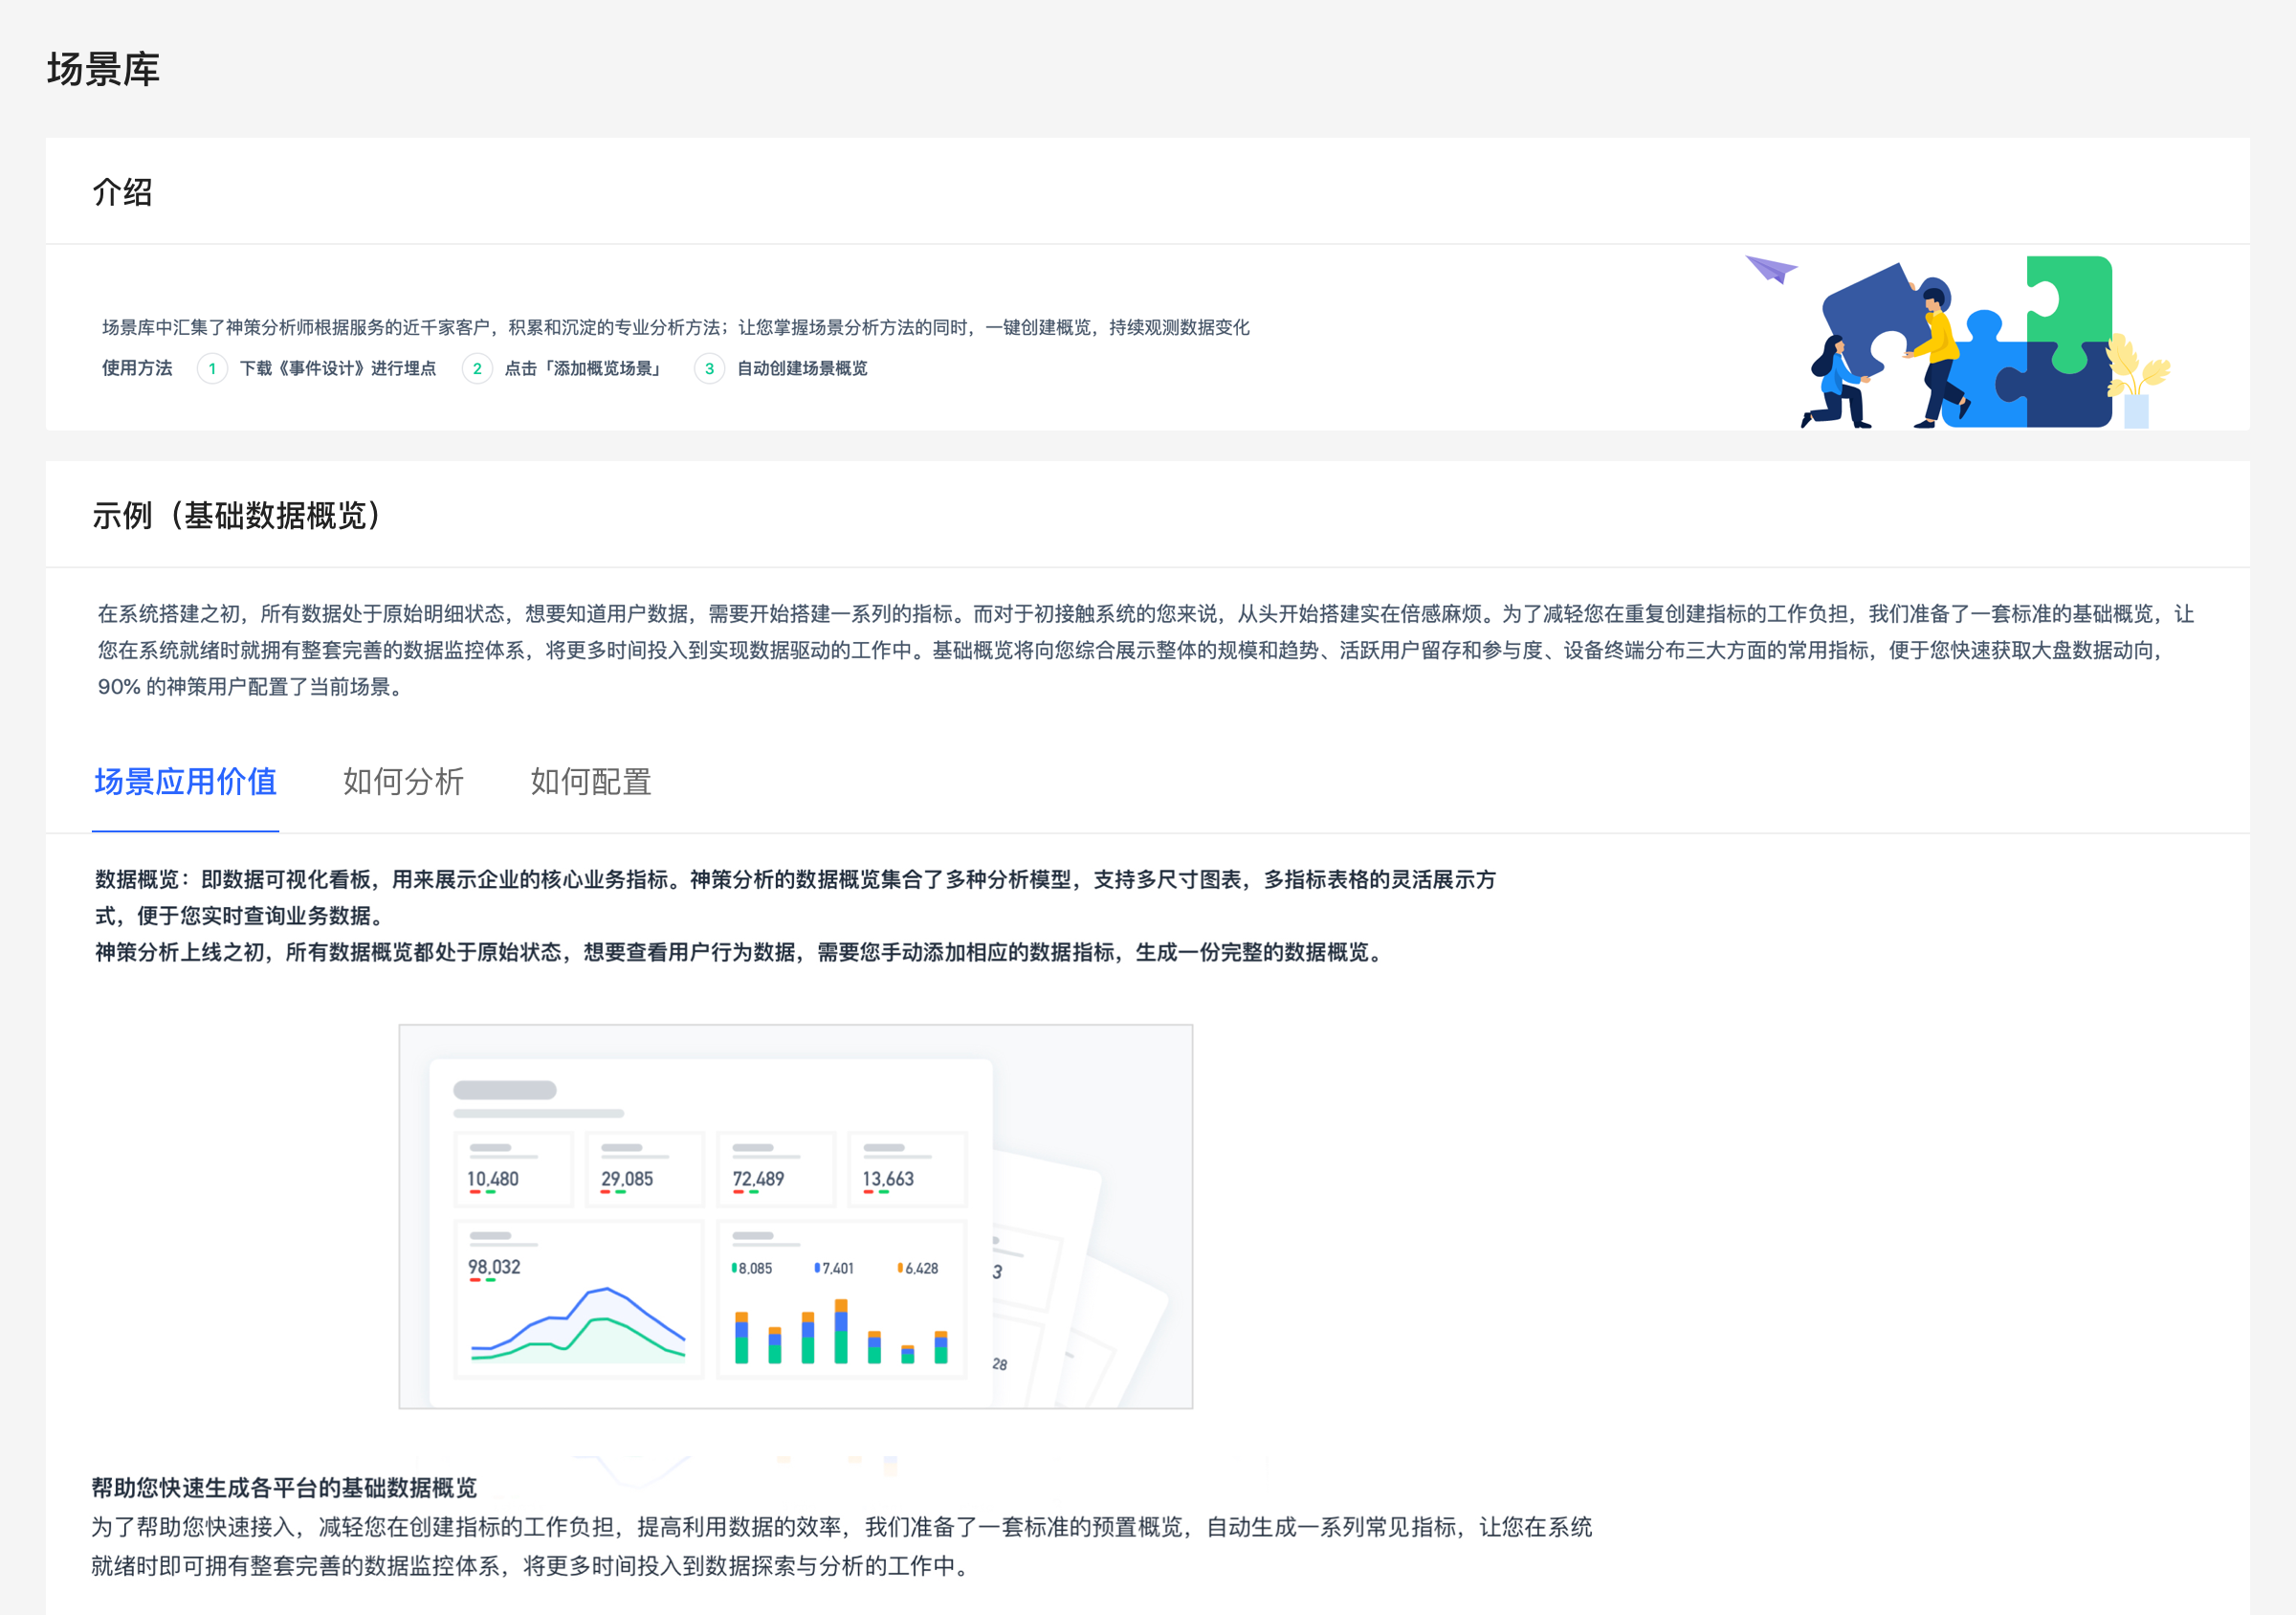 场景库
介绍
场景库中汇集了神策分析师根据服务的近千家客户，积累和沉淀的专业分析方法；让您掌握场景分析方法的同时，一键创建概览，持续观测数据变化
使用方法 1 下载《事件设计》进行埋点 2 点击「添加概览场景」 3 自动创建场景概览
示例（基础数据概览）
在系统搭建之初，所有数据处于原始明细状态，想要知道用户数据，需要开始搭建一系列的指标。而对于初接触系统的您来说，从头开始搭建实在倍感麻烦。为了减轻您在重复创建指标的工作负担，我们准备了一套标准的基础概览，让
您在系统就绪时就拥有整套完善的数据监控体系，将更多时间投入到实现数据驱动的工作中。基础概览将向您综合展示整体的规模和趋势、活跃用户留存和参与度、设备终端分布三大方面的常用指标，便于您快速获取大盘数据动向，
90% 的神策用户配置了当前场景。
场景应用价值 如何分析 如何配置
数据概览：即数据可视化看板，用来展示企业的核心业务指标。神策分析的数据概览集合了多种分析模型，支持多尺寸图表，多指标表格的灵活展示方
式，便于您实时查询业务数据。
神策分析上线之初，所有数据概览都处于原始状态，想要查看用户行为数据，需要您手动添加相应的数据指标，生成一份完整的数据概览。
10,480 29,085 72,489 13,663
98,032 8,085 7,401 6,428
3
28
帮助您快速生成各平台的基础数据概览
为了帮助您快速接入，减轻您在创建指标的工作负担，提高利用数据的效率，我们准备了一套标准的预置概览，自动生成一系列常见指标，让您在系统
就绪时即可拥有整套完善的数据监控体系，将更多时间投入到数据探索与分析的工作中。